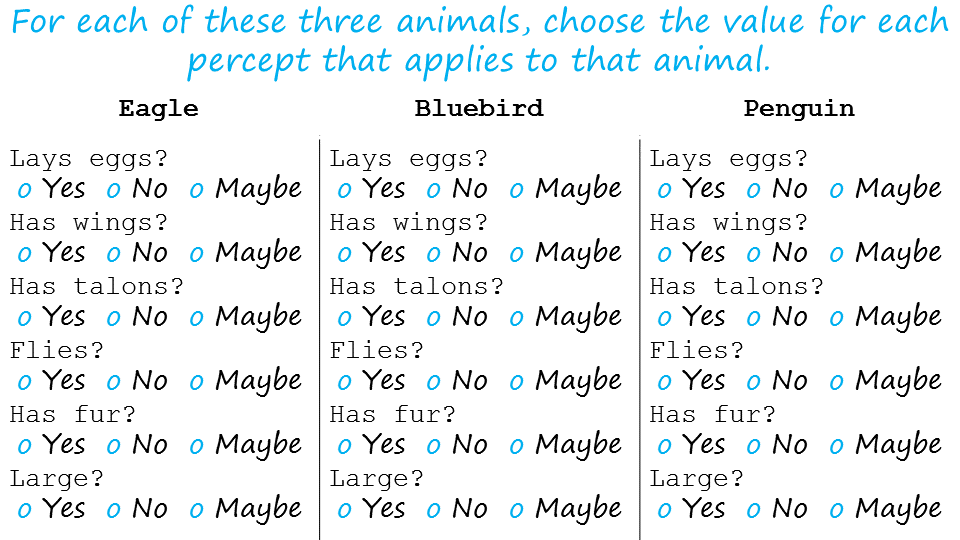 For each of these three animals, choose the value for each
percept that applies to that animal.
Eagle
Lays eggs?
o Yes o No o Maybe
Has wings?
o Yes o No o Maybe
Has talons?
o Yes o No o Maybe
Flies?
o Yes o No o Maybe
Has fur?
o Yes o No o Maybe
Large?
o Yes o No o Maybe
Bluebird
Lays eggs?
o Yes o No o Maybe
Has wings?
o Yes o No o Maybe
Has talons?
o Yes o No o Maybe
Flies?
o Yes o No o Maybe
Has fur?
o Yes o No o Maybe
Large?
o Yes o No o Maybe
Penguin
Lays eggs?
o Yes o No o Maybe
Has wings?
o Yes o No o Maybe
Has talons?
o Yes o No o Maybe
Flies?
o Yes o No o Maybe
Has fur?
o Yes o No o Maybe
Large?
o Yes o No o Maybe